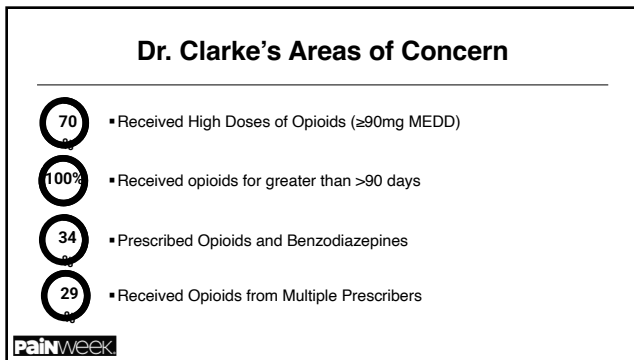 Dr. Clarke's Areas of Concern
70
%
▪ Received High Doses of Opioids (≥90mg MEDD)
100%
▪ Received opioids for greater than >90 days
34
%
▪ Prescribed Opioids and Benzodiazepines
29
%
▪ Received Opioids from Multiple Prescribers
PAINWEEK.